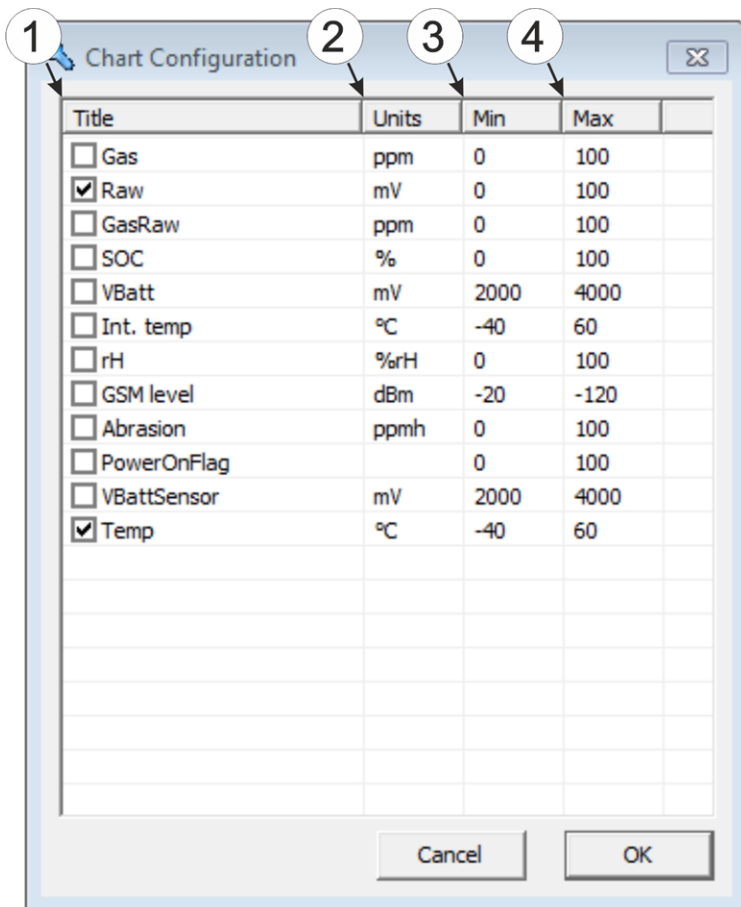 1 2 3 4
Chart Configuration
Title Units Min Max
Gas ppm 0 100
Raw mV 0 100
GasRaw ppm 0 100
SOC % 0 100
VBatt mV 2000 4000
Int. temp ºC -40 60
rH %rH 0 100
GSM level dBm -20 -120
Abrasion ppmh 0 100
PowerOnFlag 0 100
VBattSensor mV 2000 4000
Temp ºC -40 60
Cancel OK